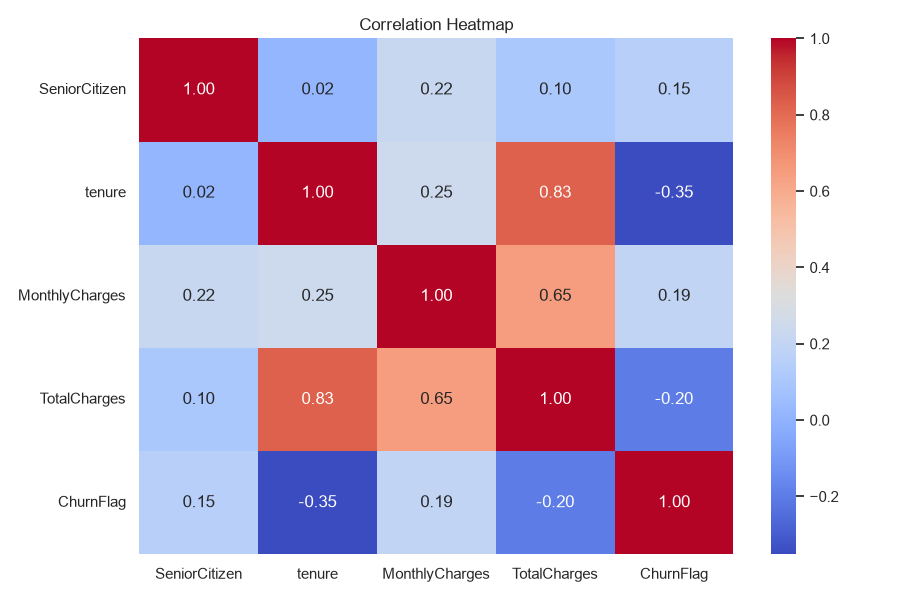 Correlation Heatmap
SeniorCitizen 1.00 0.02 0.22 0.10 0.15
tenure 0.02 1.00 0.25 0.83 -0.35
MonthlyCharges 0.22 0.25 1.00 0.65 0.19
TotalCharges 0.10 0.83 0.65 1.00 -0.20
ChurnFlag 0.15 -0.35 0.19 -0.20 1.00
SeniorCitizen tenure MonthlyCharges TotalCharges ChurnFlag
1.0
0.8
0.6
0.4
0.2
0.0
−0.2